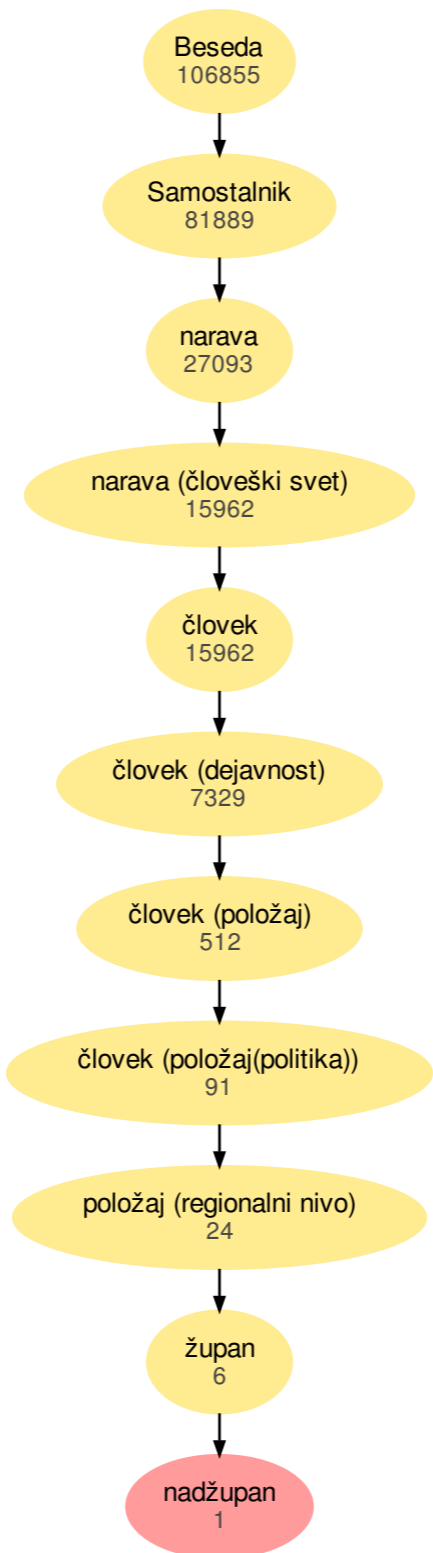 Beseda
106855
Samostalnik
81889
narava
27093
narava (človeški svet)
15962
človek
15962
človek (dejavnost)
7329
človek (položaj)
512
človek (položaj(politika))
91
položaj (regionalni nivo)
24
župan
6
nadžupan
1